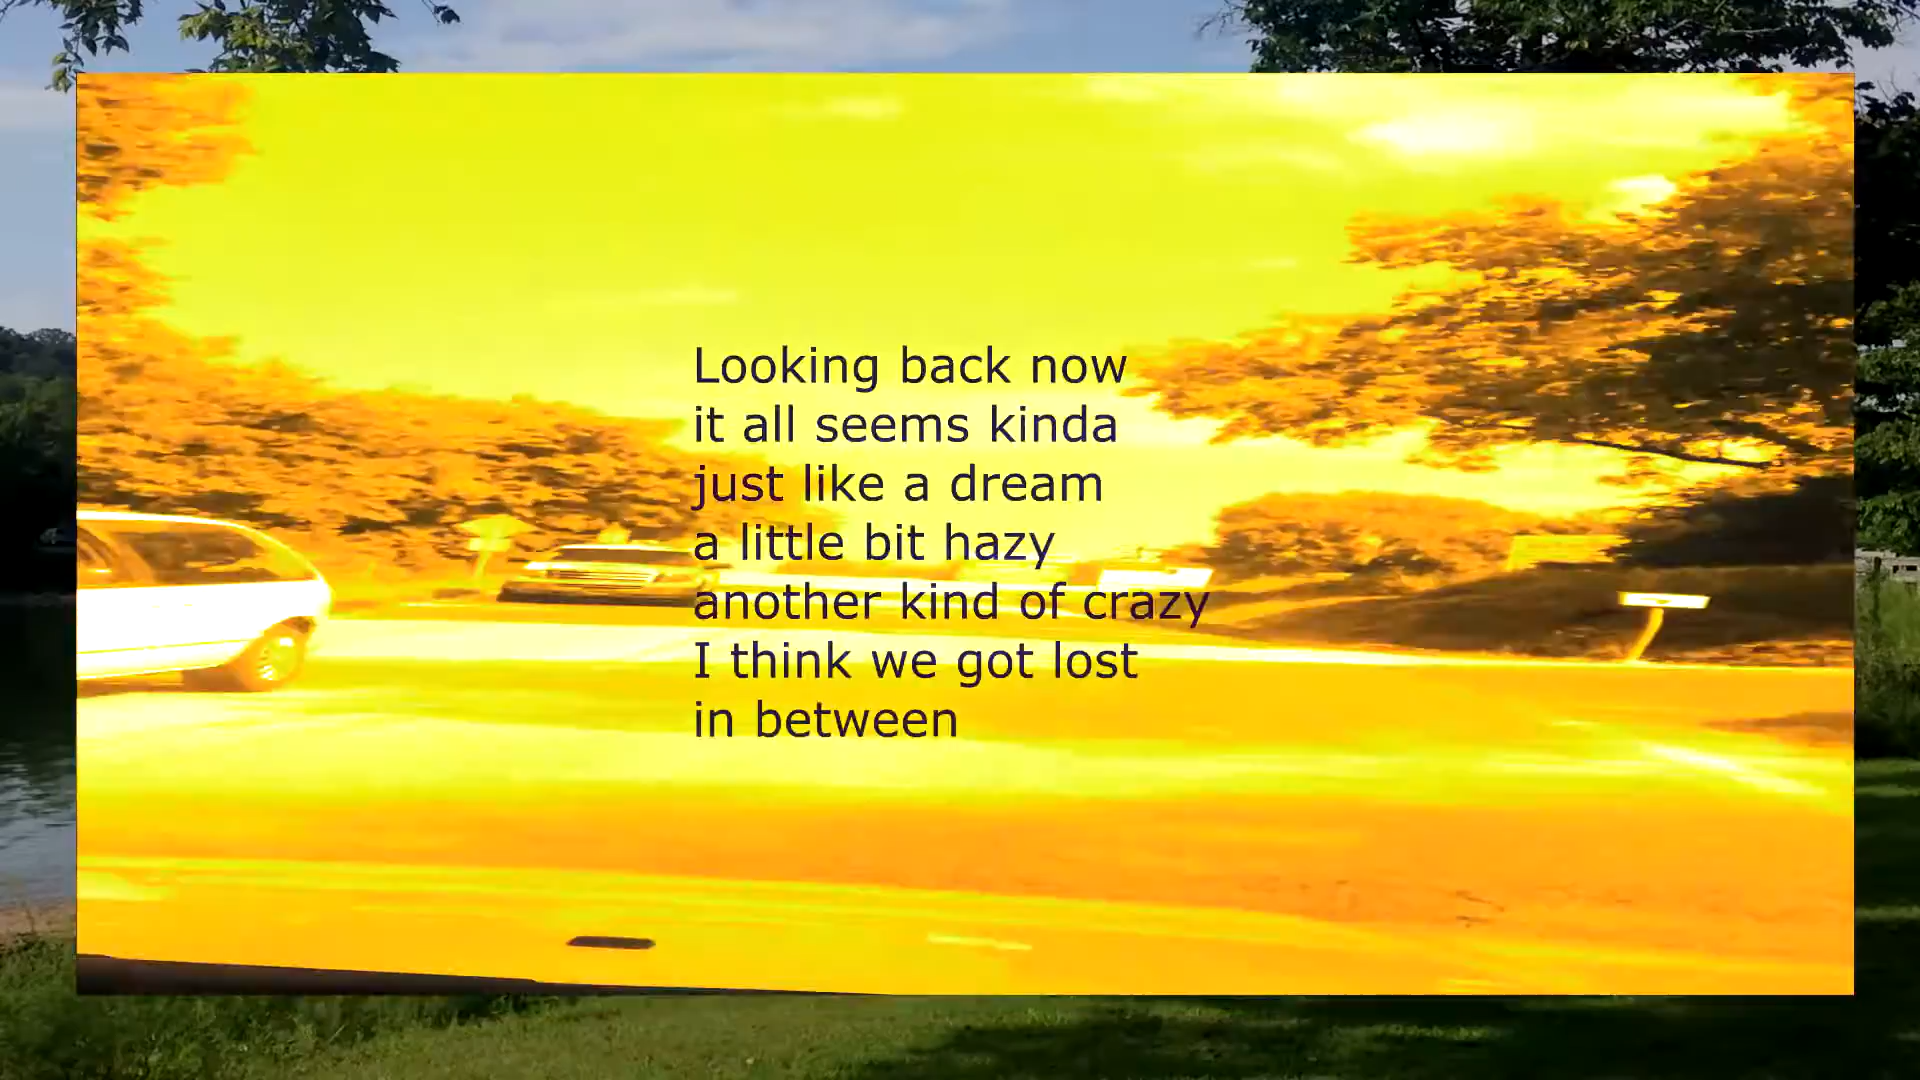 Looking back now
it all seems kinda
just like a dream
a little bit hazy
another kind of crazy
I think we got lost
in between